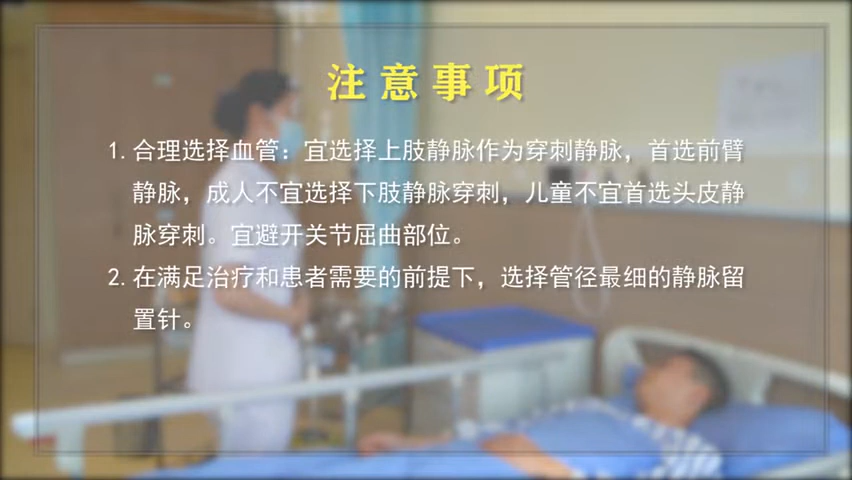 注意事项
1.合理选择血管：宜选择上肢静脉作为穿刺静脉，首选前臂
静脉，成人不宜选择下肢静脉穿刺，儿童不宜首选头皮静
脉穿刺。宜避开关节屈曲部位。
2.在满足治疗和患者需要的前提下，选择管径最细的静脉留
置针。